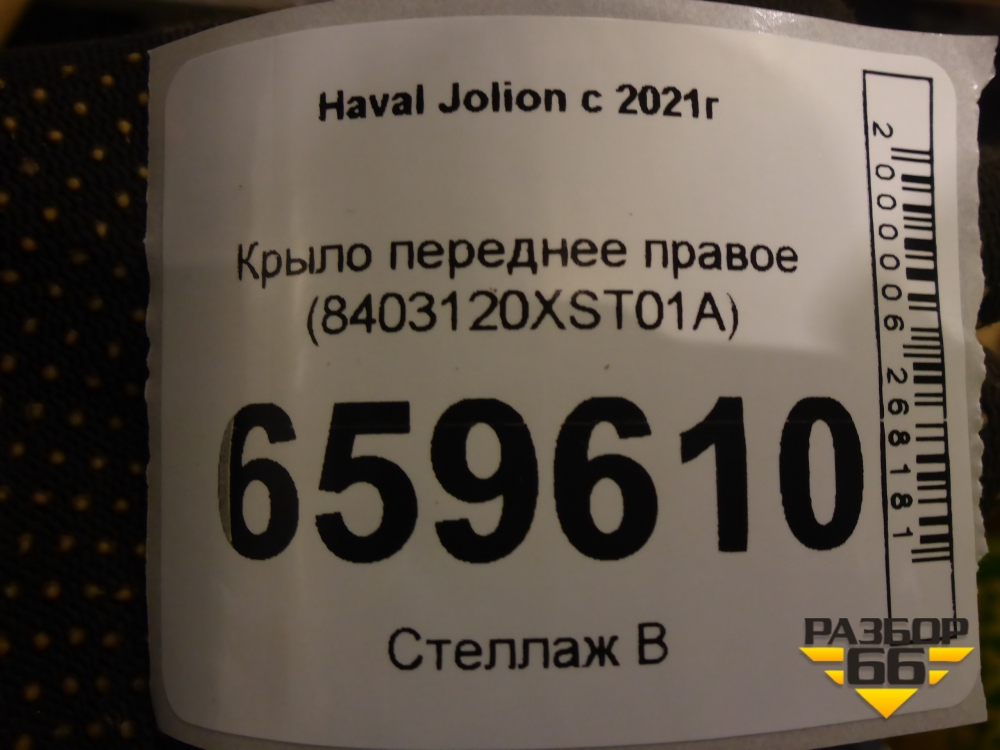 Haval Jolion с 2021г
Крыло переднее правое
(8403120XST01A)
659610
Стеллаж В
2000006268181
РАЗБОР
66